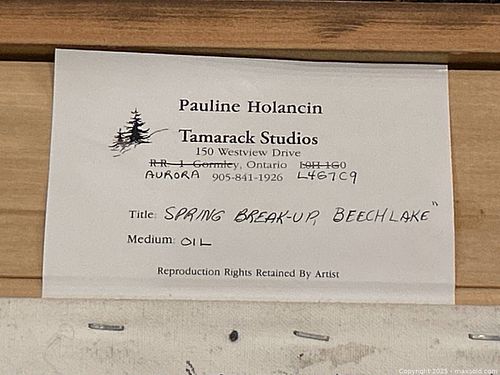 Pauline Holancin
Tamarack Studios
150 Westview Drive
R.R. 1 Gormley, Ontario L0H 1G0
AURORA 905-841-1926 L4G7C9
Title: SPRING BREAK-UP, BEECHLAKE"
Medium: OIL
Reproduction Rights Retained By Artist
Copyright 2025 - maxsold.com